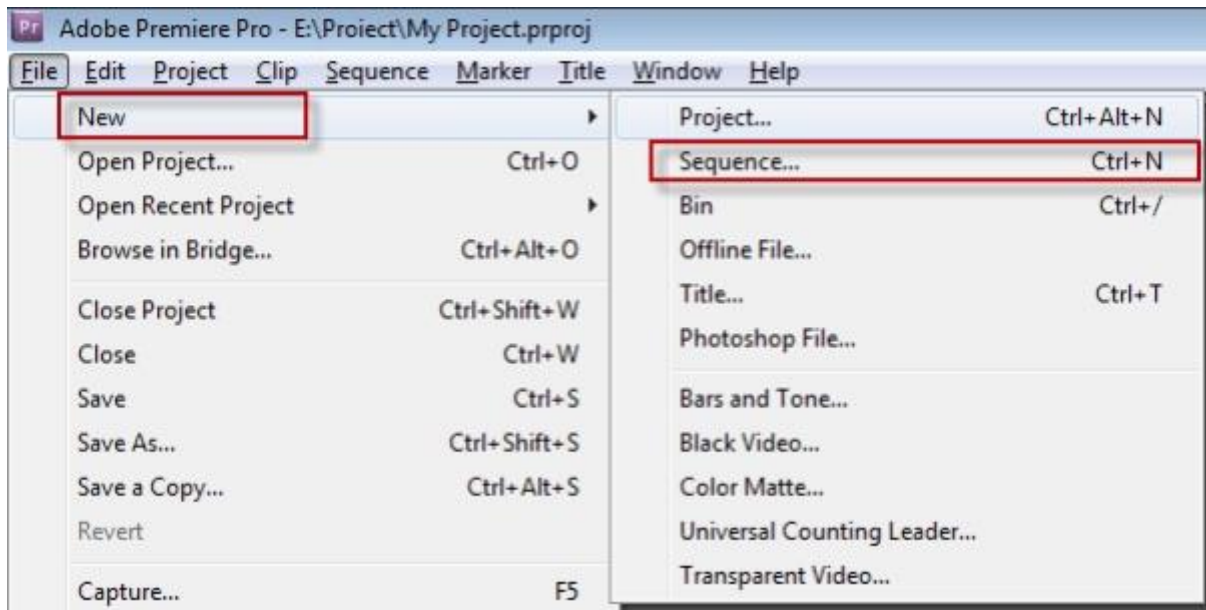 Pr Adobe Premiere Pro - E:\Proiect\My Project.prproj
File Edit Project Clip Sequence Marker Title Window Help
New
Open Project... Ctrl+O
Open Recent Project
Browse in Bridge... Ctrl+Alt+O
Close Project Ctrl+Shift+W
Close Ctrl+W
Save Ctrl+S
Save As... Ctrl+Shift+S
Save a Copy... Ctrl+Alt+S
Revert
Capture... F5
Project... Ctrl+Alt+N
Sequence... Ctrl+N
Bin Ctrl+/
Offline File...
Title... Ctrl+T
Photoshop File...
Bars and Tone...
Black Video...
Color Matte...
Universal Counting Leader...
Transparent Video...